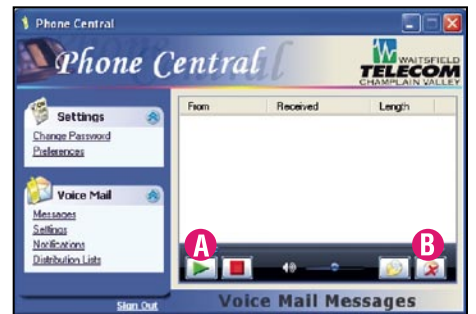 Phone Central
Phone Central
WAITSFIELD
TELECOM
CHAMPLAIN VALLEY
Settings
Change Password
Preferences
Voice Mail
Messages
Settings
Notifications
Distribution Lists
Sign Out
From Received Length
A
B
Voice Mail Messages